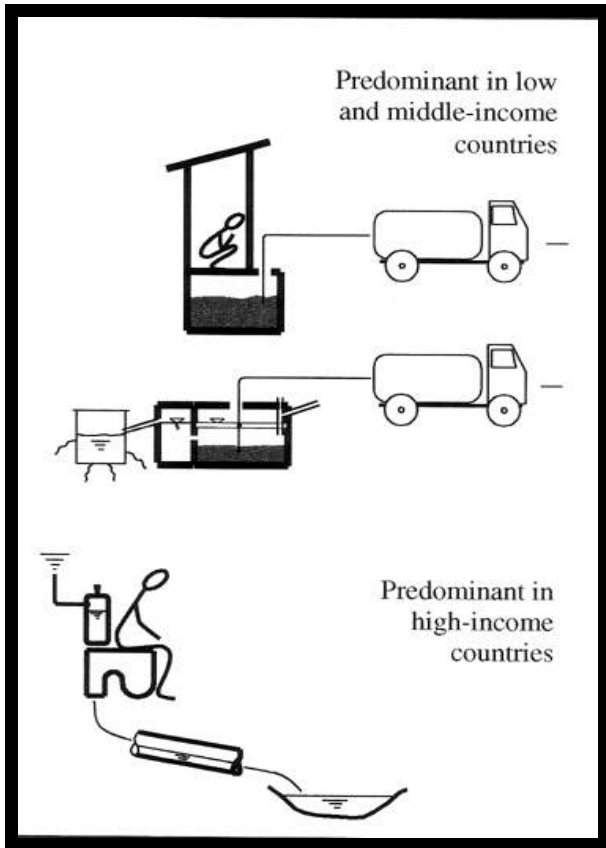 Predominant in low
and middle-income
countries
Predominant in
high-income
countries